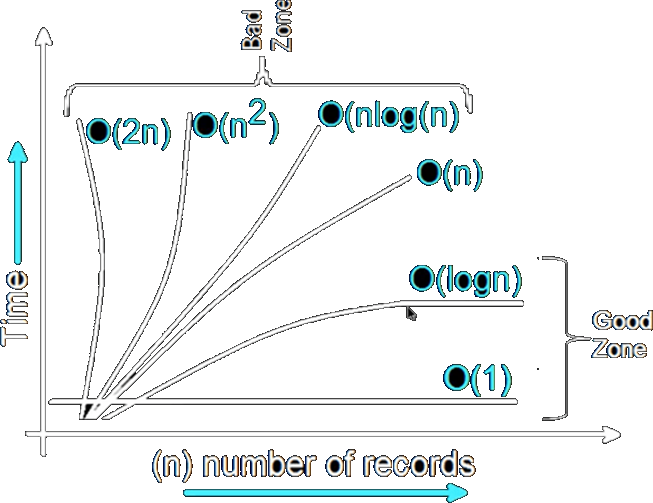 Bad
Zone
O(2n)
O(n²)
O(nlog(n)
O(n)
O(logn)
O(1)
Good
Zone
Time
(n) number of records